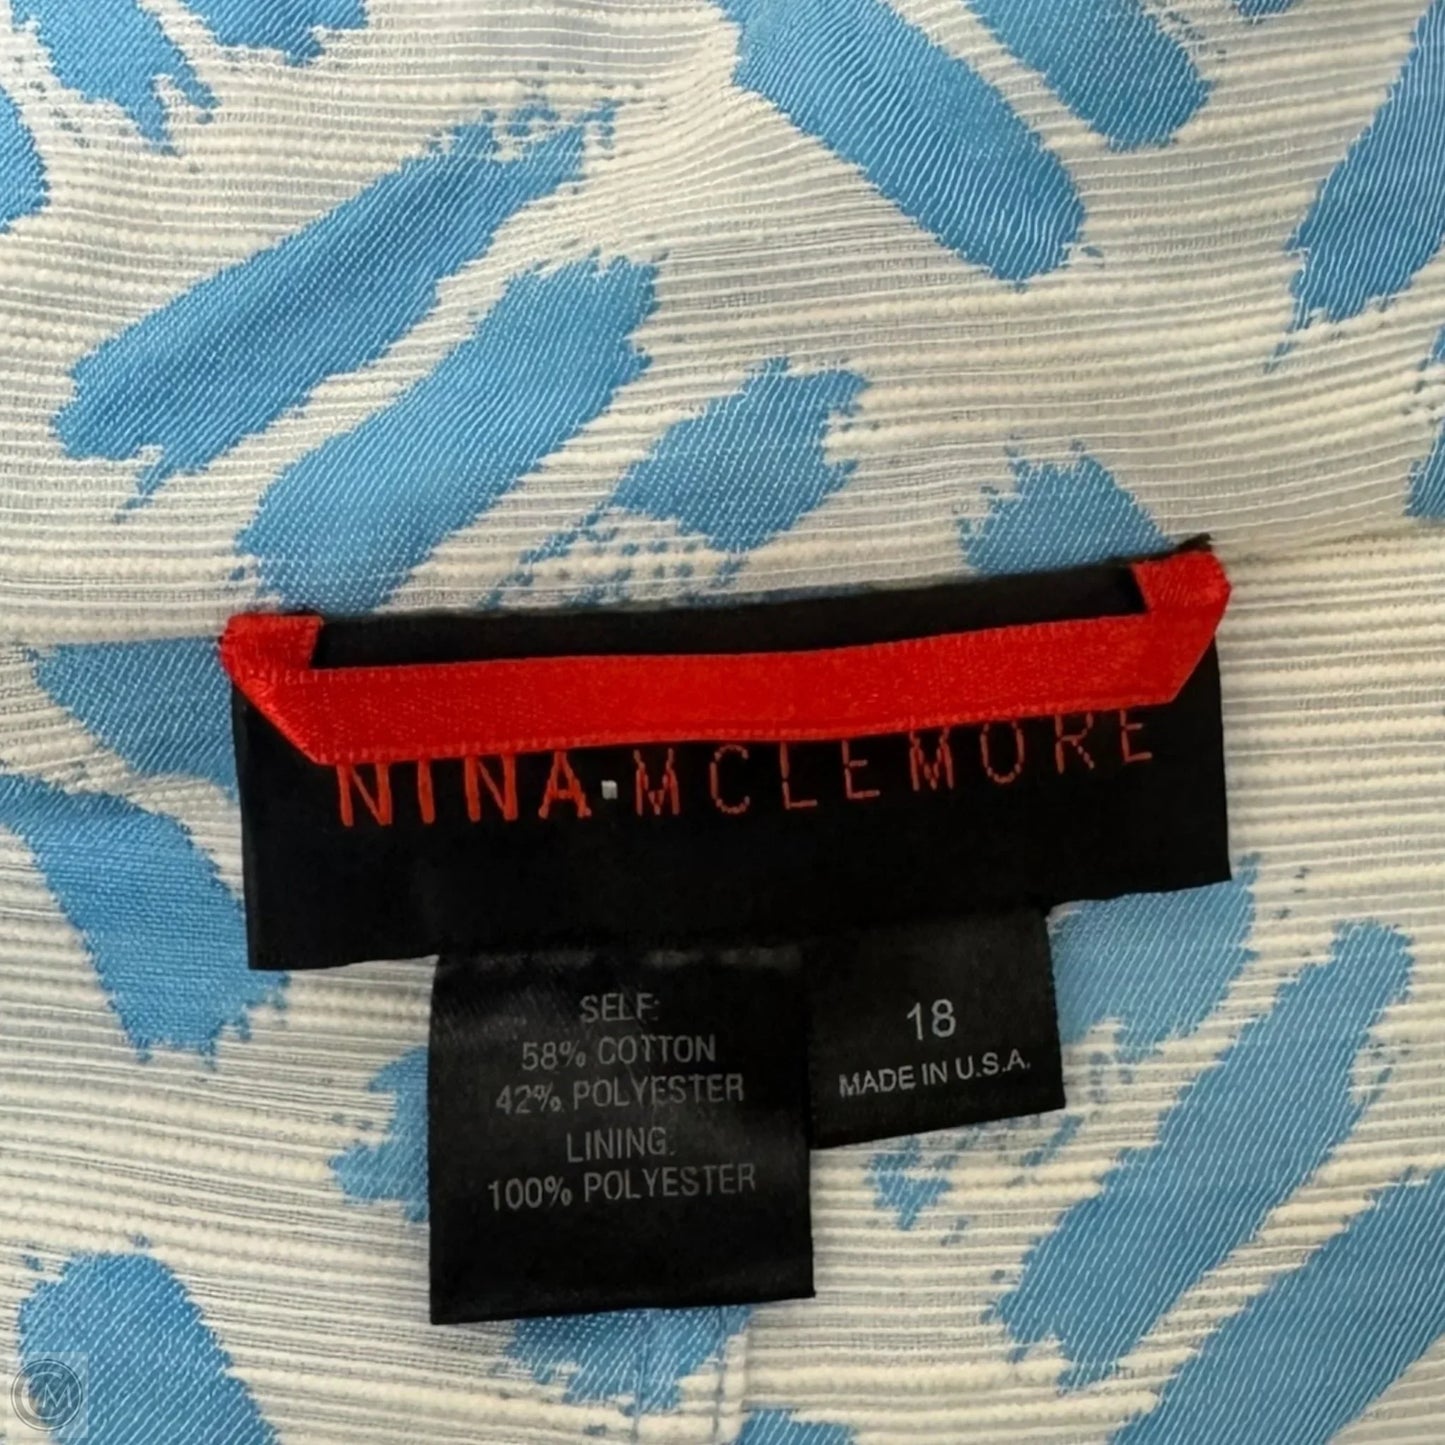 NINA·MCLEMORE
SELF:
58% COTTON
42% POLYESTER
LINING:
100% POLYESTER
18
MADE IN U.S.A.